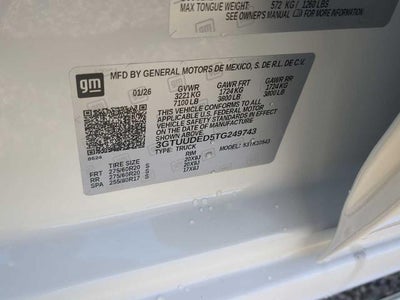 MAX TONGUE WEIGHT: 572 KG / 1260 LBS
SEE OWNER'S MANUAL FOR
gm
MFD BY GENERAL MOTORS DE MEXICO, S. DE R.L. DE C.V.
01/26 GVWR GAWR FRT GAWR RR
3221 KG 1724 KG 1724 KG
7100 LB 3800 LB 3800 LB
THIS VEHICLE CONFORMS TO ALL
APPLICABLE FEDERAL MOTOR
VEHICLE SAFETY STANDARDS IN
EFFECT ON THE DATE OF
MANUFACTURE SHOWN ABOVE.
3GTUUDED5TG249743
TYPE: TRUCK MODEL:
TIRE SIZE RIM
FRT 275/60R20 S 20X9J
RR 275/60R20 S 20X9J
SPA 255/80R17 S 17X8J